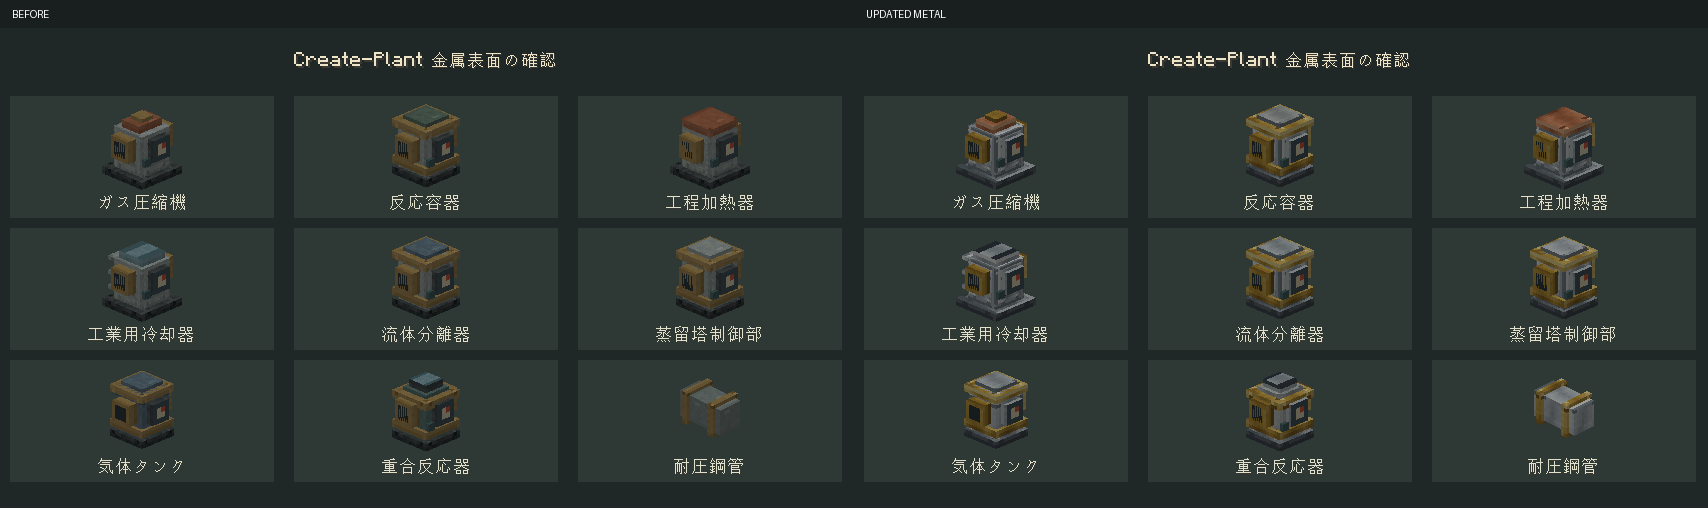 BEFORE
Create-Plant 金属表面の確認
ガス圧縮機
反応容器
工程加熱器
工業用冷却器
流体分離器
蒸留塔制御部
気体タンク
重合反応器
耐圧鋼管
UPDATED METAL
Create-Plant 金属表面の確認
ガス圧縮機
反応容器
工程加熱器
工業用冷却器
流体分離器
蒸留塔制御部
気体タンク
重合反応器
耐圧鋼管